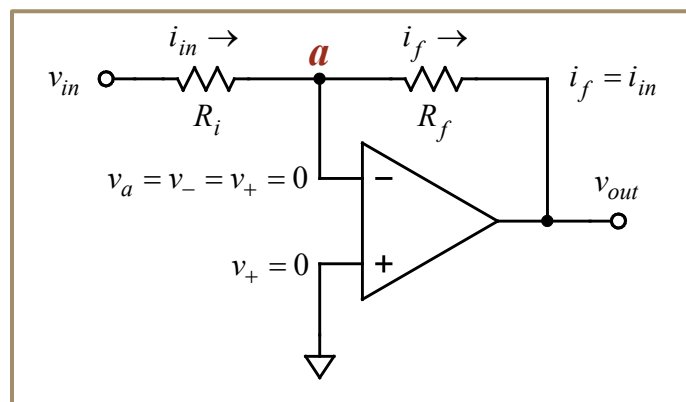 i_in → a i_f →
v_in i_f = i_in
R_i R_f
v_a = v_− = v_+ = 0 −
v_out
v_+ = 0 +